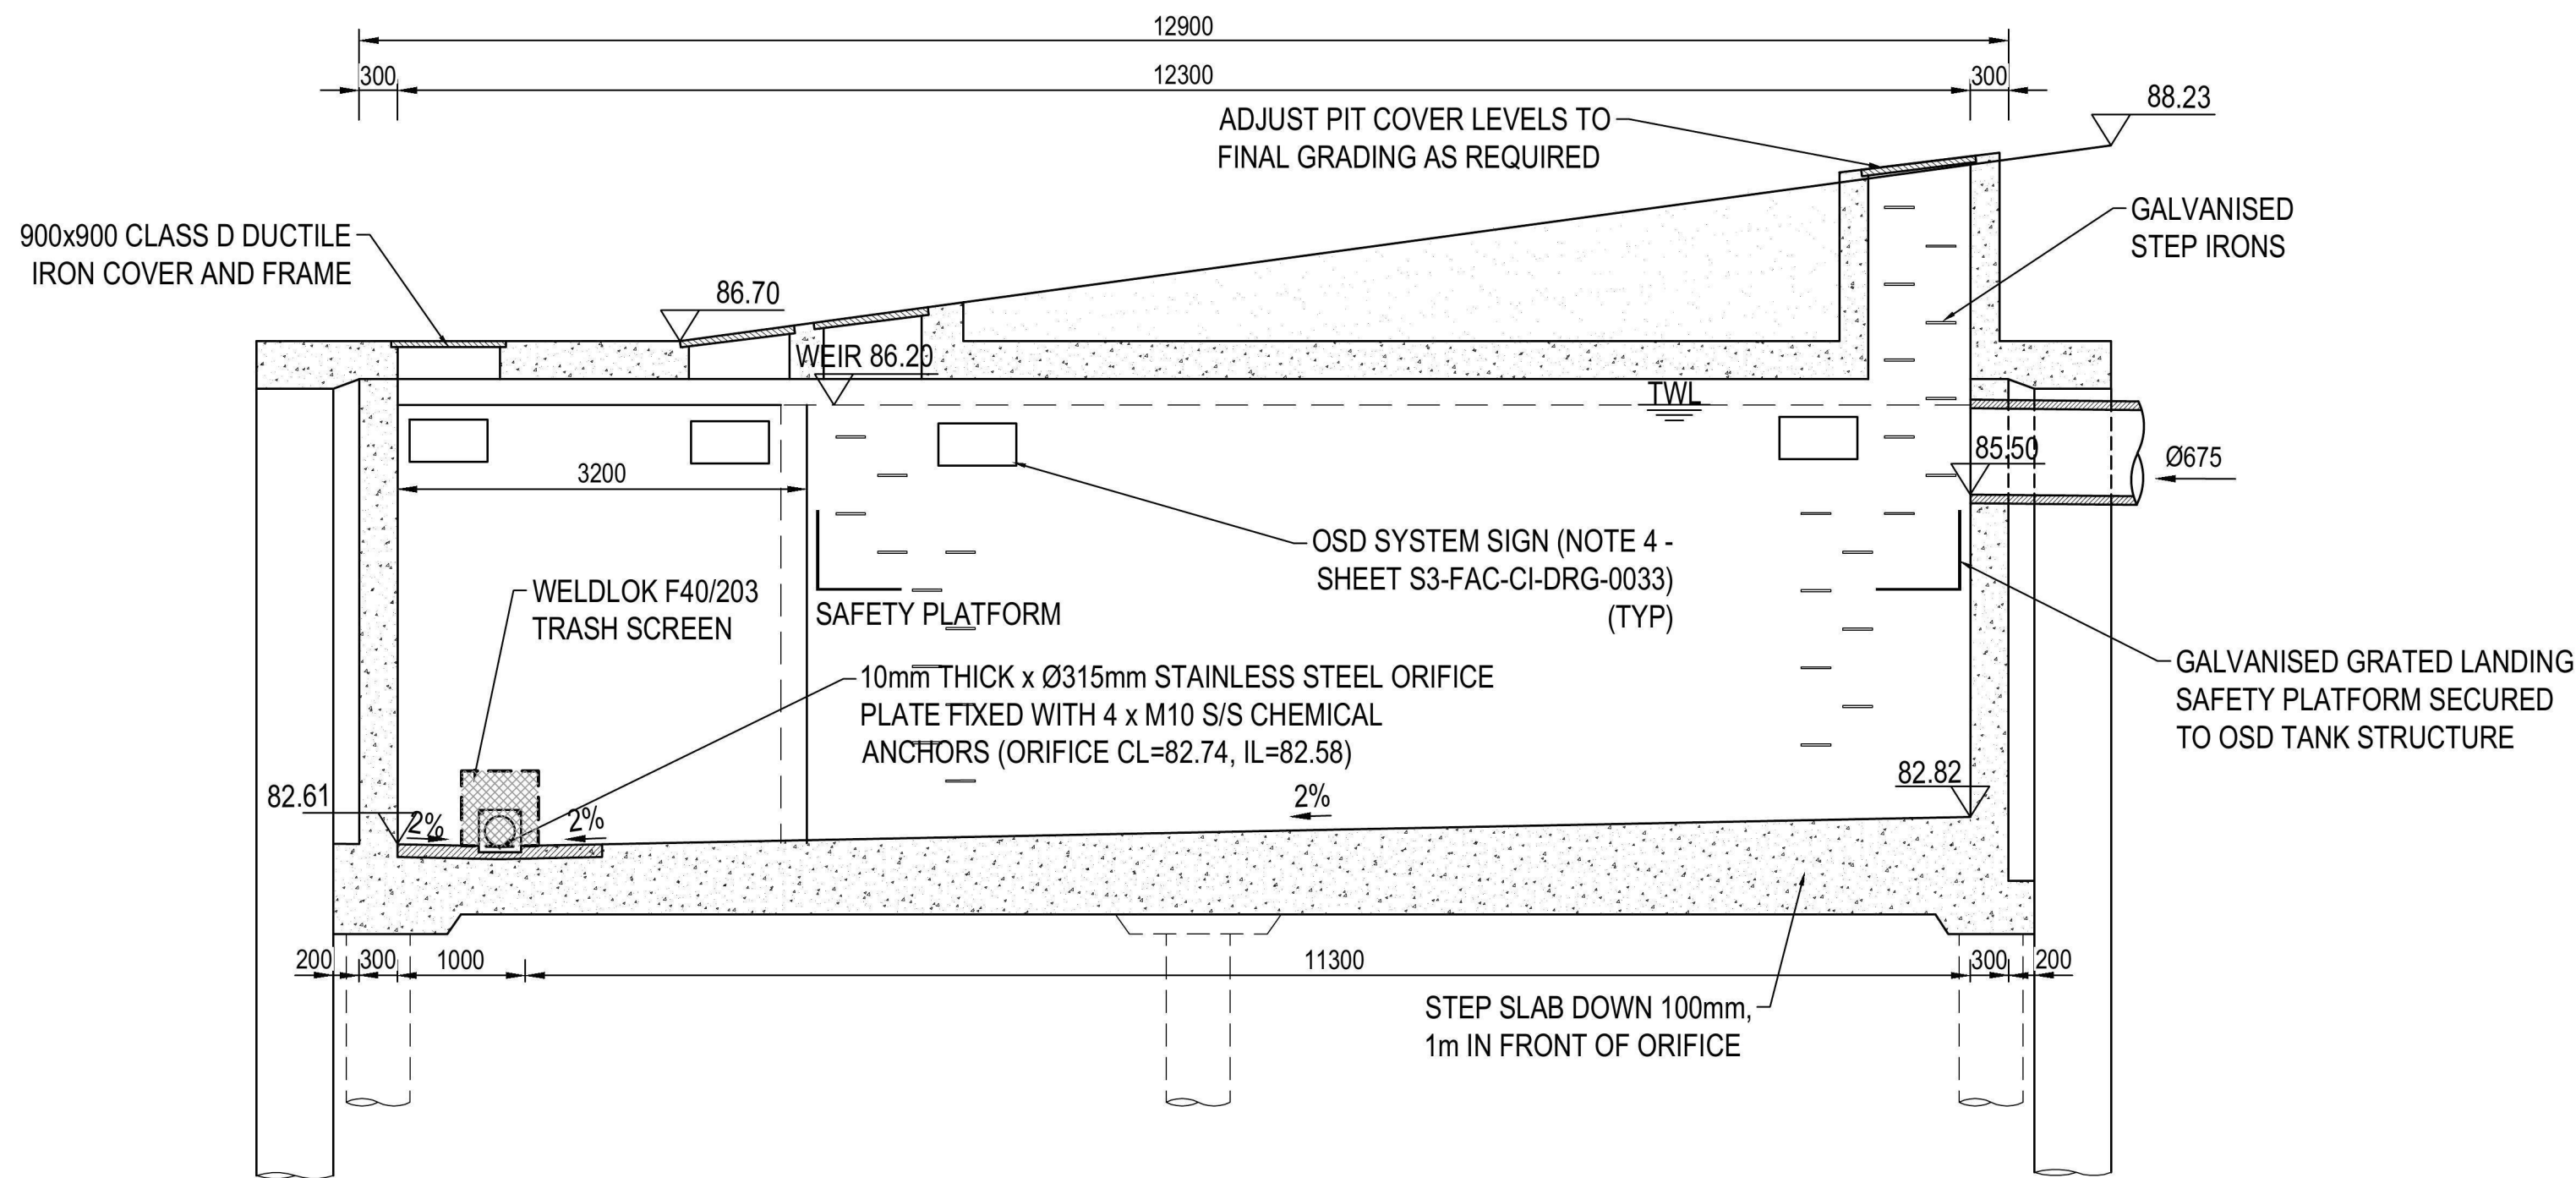 12900
300
12300
300
ADJUST PIT COVER LEVELS TO
FINAL GRADING AS REQUIRED
88.23
900x900 CLASS D DUCTILE
IRON COVER AND FRAME
GALVANISED
STEP IRONS
86.70
WEIR 86.20
TWL
3200
85.50
Ø675
OSD SYSTEM SIGN (NOTE 4 -
SHEET S3-FAC-CI-DRG-0033)
(TYP)
WELDLOK F40/203
TRASH SCREEN
SAFETY PLATFORM
10mm THICK x Ø315mm STAINLESS STEEL ORIFICE
PLATE FIXED WITH 4 x M10 S/S CHEMICAL
ANCHORS (ORIFICE CL=82.74, IL=82.58)
GALVANISED GRATED LANDING
SAFETY PLATFORM SECURED
TO OSD TANK STRUCTURE
82.61
2%
2%
2%
82.82
200
300
1000
11300
300
200
STEP SLAB DOWN 100mm,
1m IN FRONT OF ORIFICE